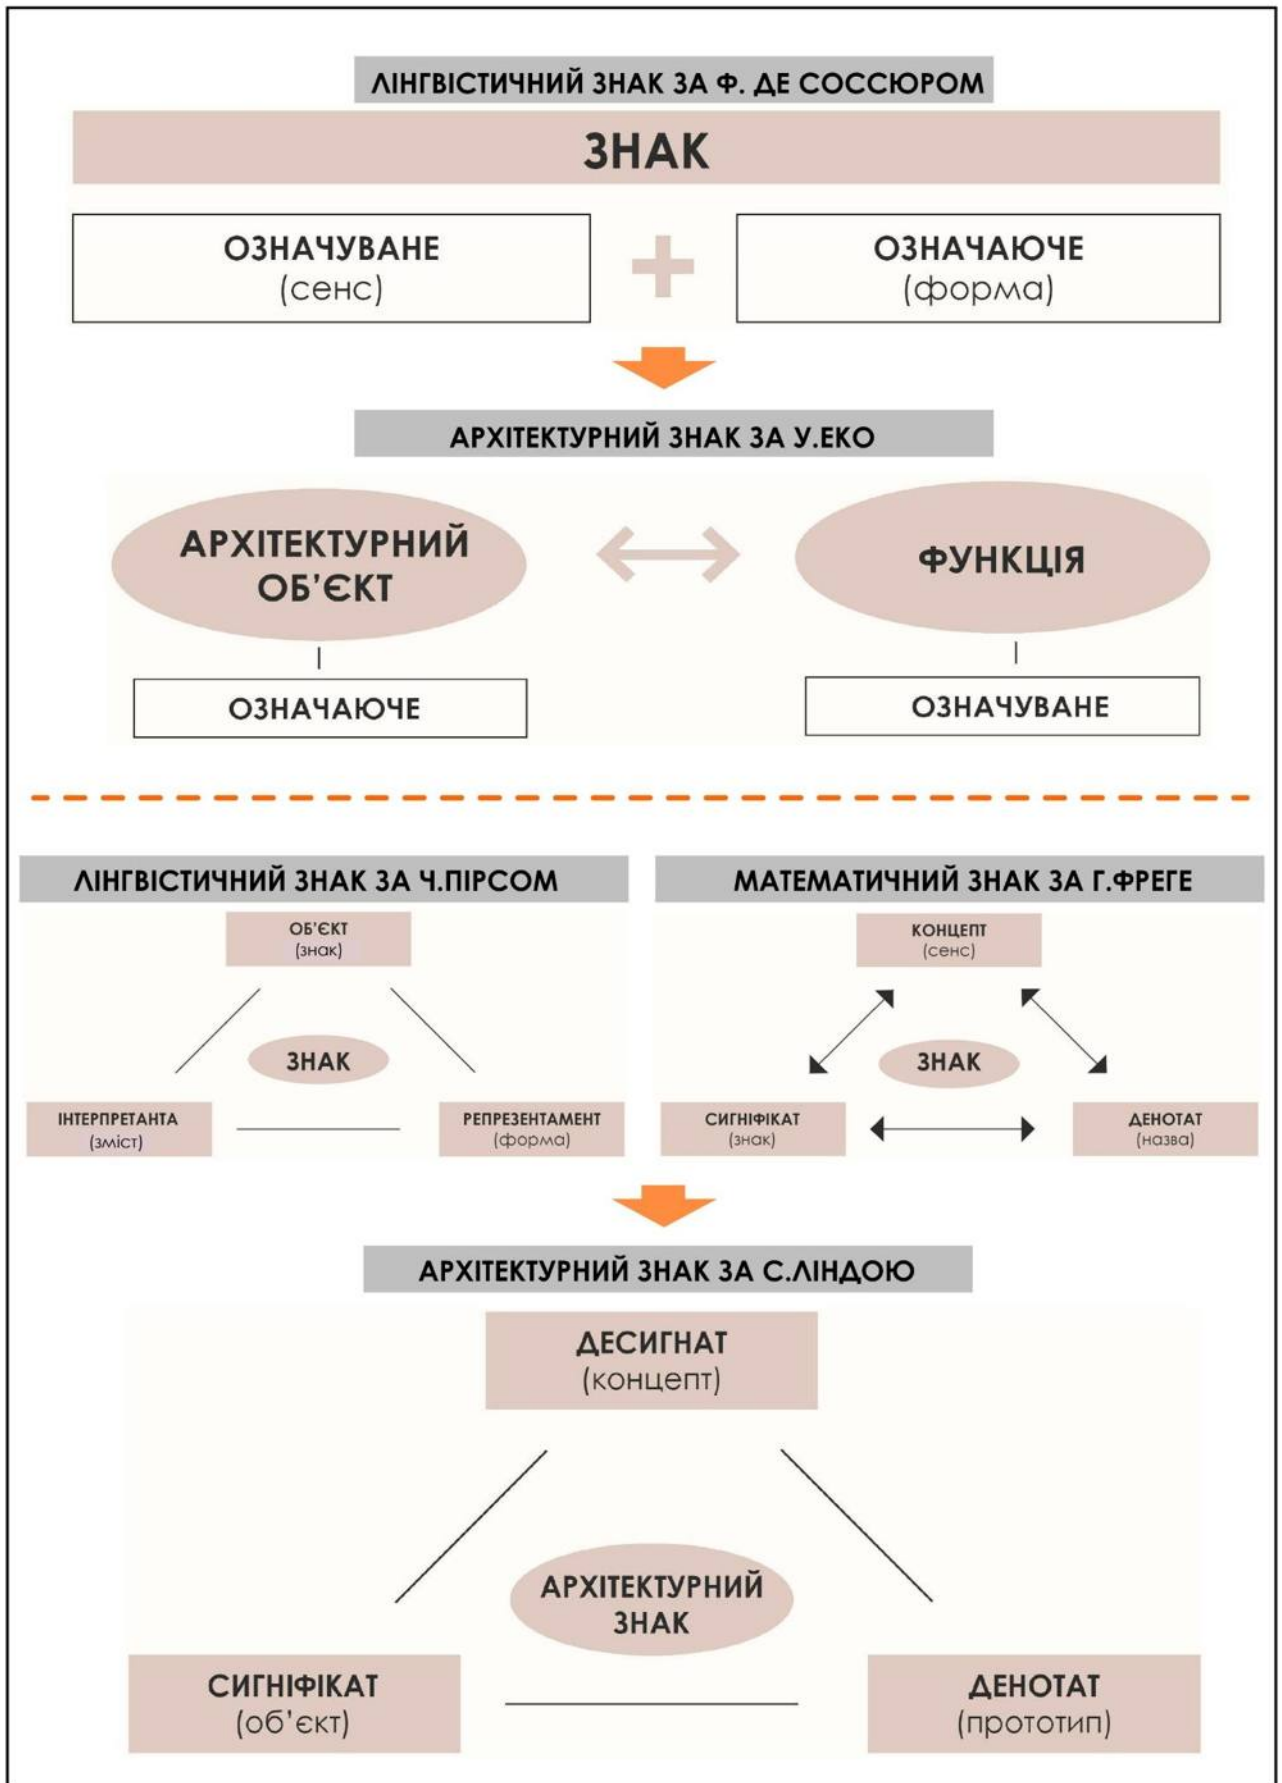 ЛІНГВІСТИЧНИЙ ЗНАК ЗА Ф. ДЕ СОССЮРОМ
ЗНАК
ОЗНАЧУВАНЕ
(сенс)
ОЗНАЧАЮЧЕ
(форма)
АРХІТЕКТУРНИЙ ЗНАК ЗА У.ЕКО
АРХІТЕКТУРНИЙ
ОБ’ЄКТ
ФУНКЦІЯ
ОЗНАЧАЮЧЕ
ОЗНАЧУВАНЕ
ЛІНГВІСТИЧНИЙ ЗНАК ЗА Ч.ПІРСОМ
ОБ’ЄКТ
(знак)
ЗНАК
ІНТЕРПРЕТАНТА
(зміст)
РЕПРЕЗЕНТАМЕНТ
(форма)
МАТЕМАТИЧНИЙ ЗНАК ЗА Г.ФРЕГЕ
КОНЦЕПТ
(сенс)
ЗНАК
СИГНІФІКАТ
(знак)
ДЕНОТАТ
(назва)
АРХІТЕКТУРНИЙ ЗНАК ЗА С.ЛІНДОЮ
ДЕСИГНАТ
(концепт)
АРХІТЕКТУРНИЙ
ЗНАК
СИГНІФІКАТ
(об’єкт)
ДЕНОТАТ
(прототип)